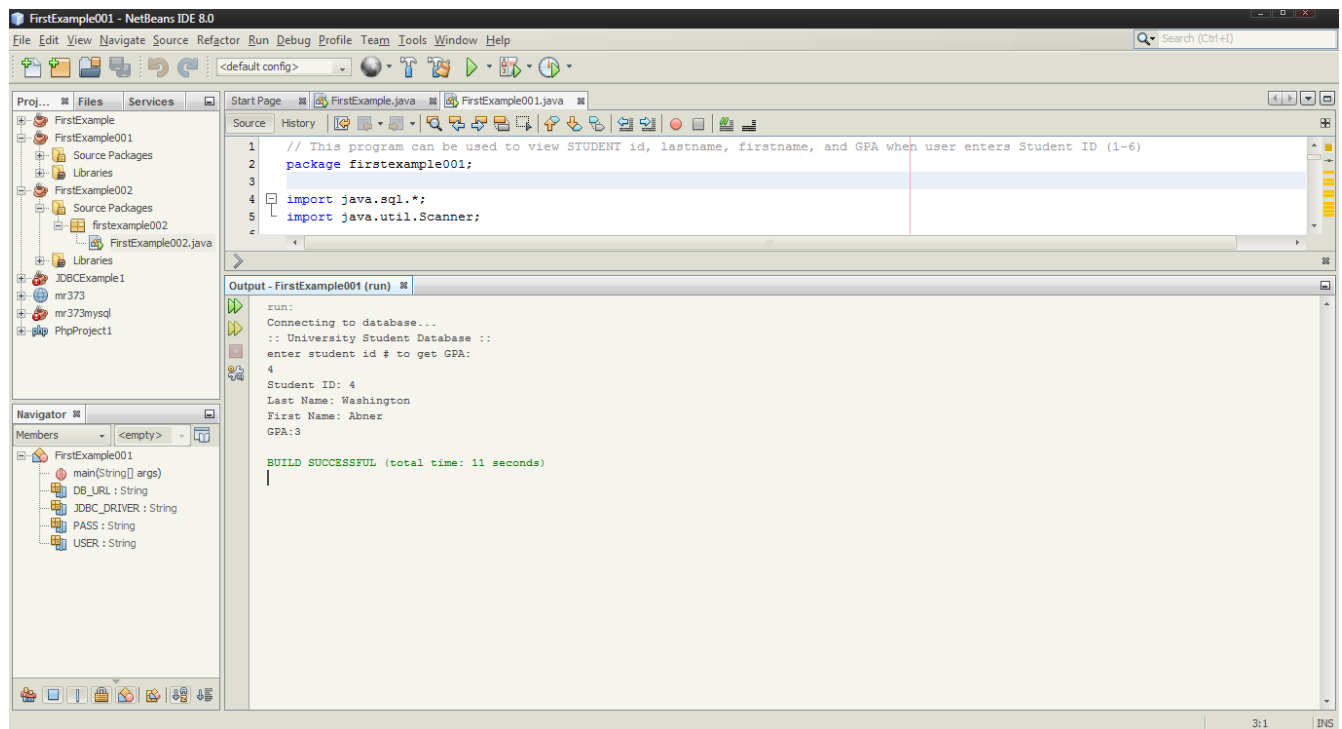 FirstExample001 - NetBeans IDE 8.0
File Edit View Navigate Source Refactor Run Debug Profile Team Tools Window Help
Search (Ctrl+I)
<default config>
Proj... Files Services
FirstExample
FirstExample001
Source Packages
Libraries
FirstExample002
Source Packages
firstexample002
FirstExample002.java
Libraries
JDBCExample1
mr373
mr373mysql
PhpProject1
Start Page FirstExample.java FirstExample001.java
Source History
1 // This program can be used to view STUDENT id, lastname, firstname, and GPA when user enters Student ID (1-6)
2 package firstexample001;
3
4 import java.sql.*;
5 import java.util.Scanner;
6
Output - FirstExample001 (run)
run:
Connecting to database...
:: University Student Database ::
enter student id # to get GPA:
4
Student ID: 4
Last Name: Washington
First Name: Abner
GPA:3
BUILD SUCCESSFUL (total time: 11 seconds)
Navigator
Members <empty>
FirstExample001
main(String[] args)
DB_URL : String
JDBC_DRIVER : String
PASS : String
USER : String
3:1 INS